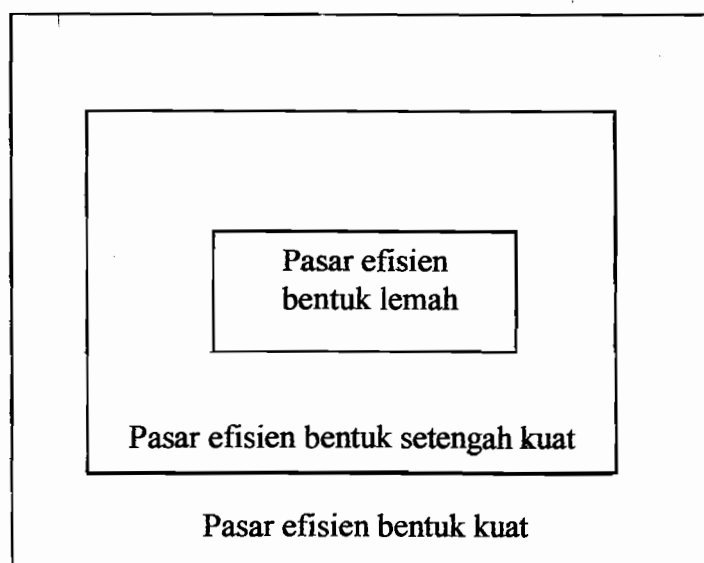 Pasar efisien
bentuk lemah
Pasar efisien bentuk setengah kuat
Pasar efisien bentuk kuat